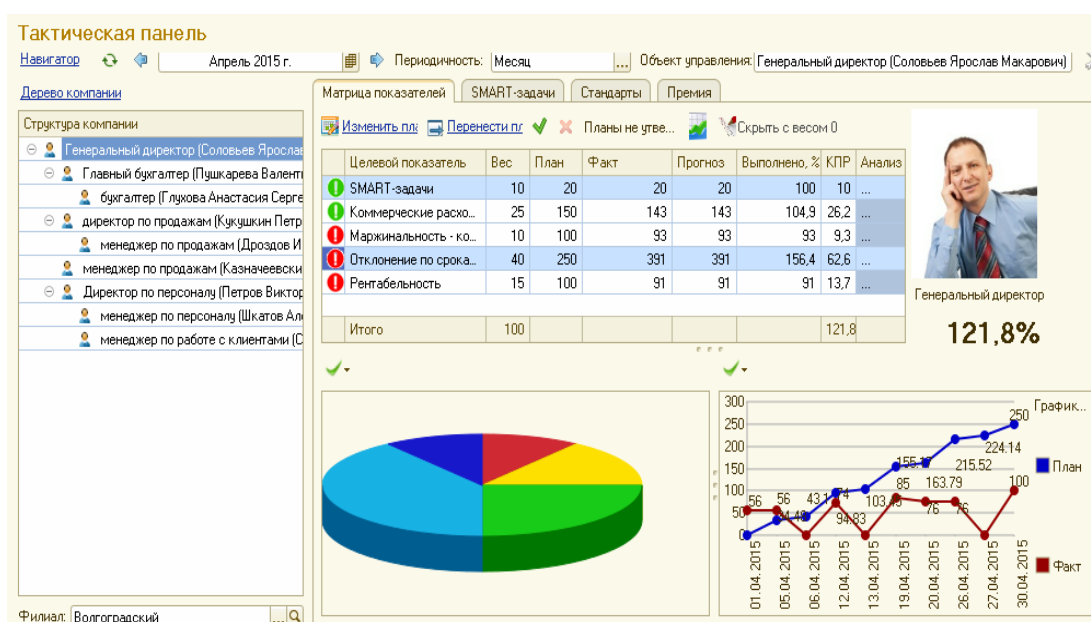 Тактическая панель
Навигатор Апрель 2015 г. Периодичность: Месяц ... Объект управления: Генеральный директор (Соловьев Ярослав Макарович)
Дерево компании
Матрица показателей SMART-задачи Стандарты Премия
Структура компании
Изменить пл Перенести пл Планы не утве... Скрыть с весом 0
Генеральный директор (Соловьев Ярослав
Главный бухгалтер (Пушкарева Валенти
бухгалтер (Глухова Анастасия Серге
директор по продажам (Кукушкин Петр
менеджер по продажам (Дроздов И
менеджер по продажам (Казначеевски
Директор по персоналу (Петров Виктор
менеджер по персоналу (Шкатов Але
менеджер по работе с клиентами (С
Целевой показатель Вес План Факт Прогноз Выполнено, % КПР Анализ
SMART-задачи 10 20 20 20 100 10 ...
Коммерческие расхо... 25 150 143 143 104,9 26,2 ...
Маржинальность - ко... 10 100 93 93 93 9,3 ...
Отклонение по срока... 40 250 391 391 156,4 62,6 ...
Рентабельность 15 100 91 91 91 13,7 ...
Итого 100 121,8
Генеральный директор
121,8%
300
250
200
150
100
50
0
График...
План
Факт
250
224.14
215.52
163.79
85
100
56 56
74
94.83
76 76
01.04.2015
05.04.2015
06.04.2015
12.04.2015
13.04.2015
19.04.2015
20.04.2015
26.04.2015
27.04.2015
30.04.2015
Филиал: Волгоградский ...